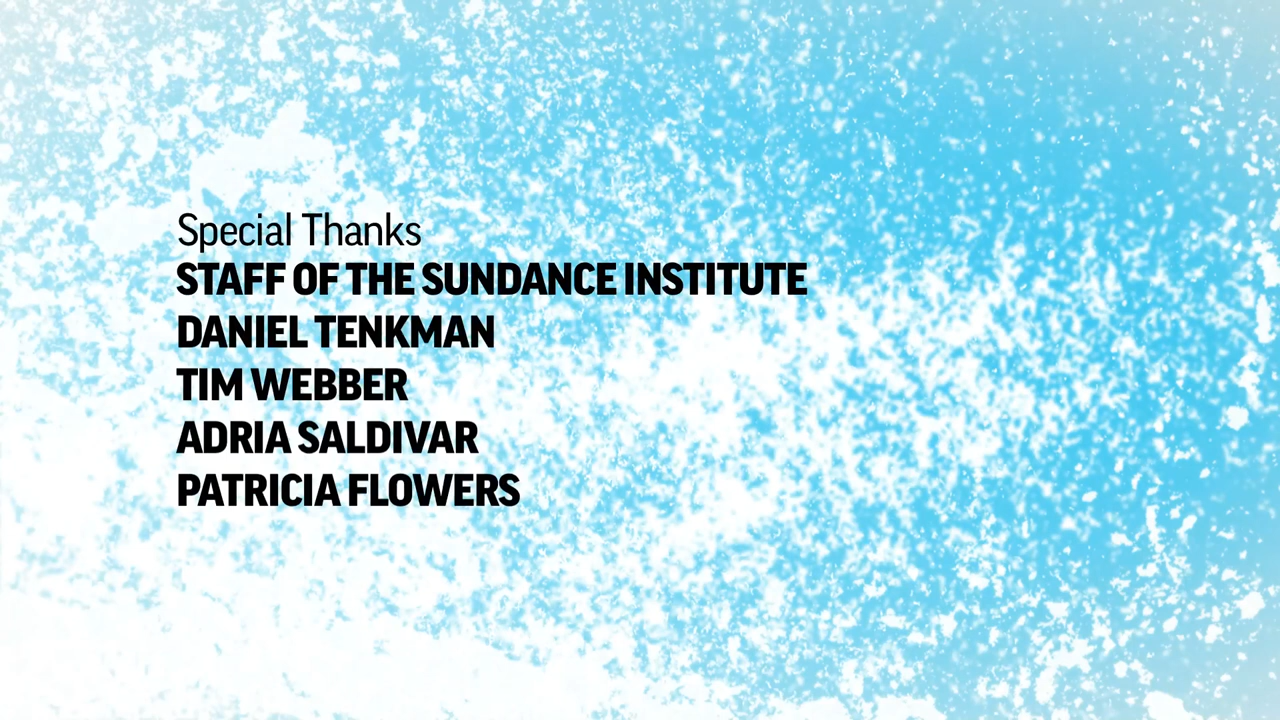 Special Thanks
STAFF OF THE SUNDANCE INSTITUTE
DANIEL TENKMAN
TIM WEBBER
ADRIA SALDIVAR
PATRICIA FLOWERS